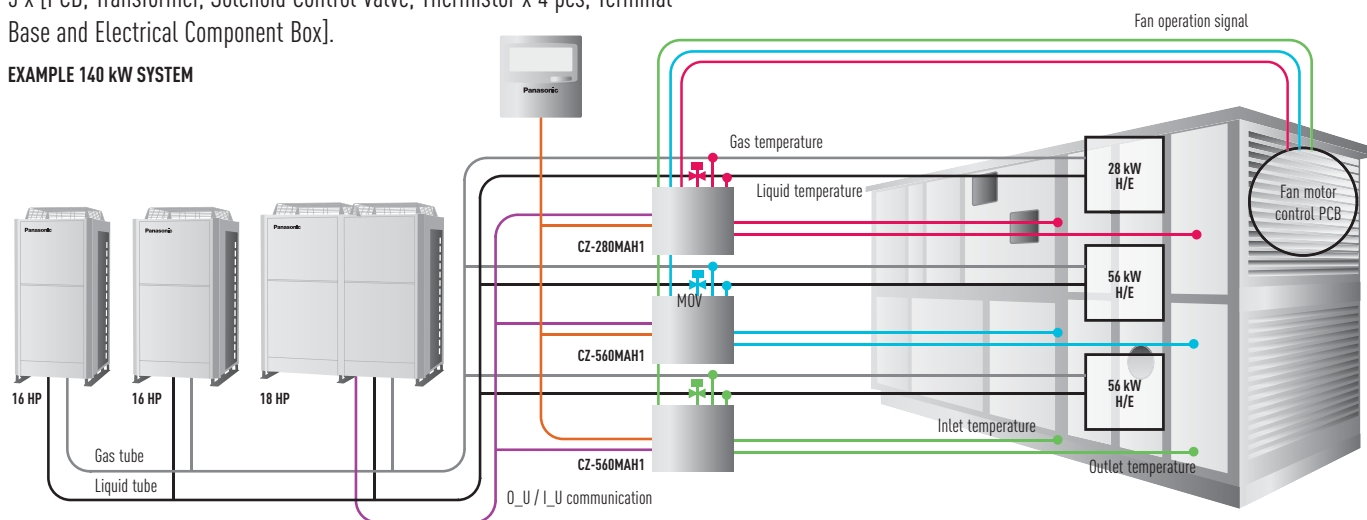 Base and Electrical Component Box].
EXAMPLE 140 kW SYSTEM
Fan operation signal
Panasonic
Gas temperature
28 kW
H/E
Fan motor
control PCB
Liquid temperature
Panasonic
Panasonic
Panasonic
CZ-280MAH1
56 kW
H/E
MOV
CZ-560MAH1
56 kW
H/E
16 HP
16 HP
18 HP
Inlet temperature
Gas tube
CZ-560MAH1
Outlet temperature
Liquid tube
O_U / I_U communication